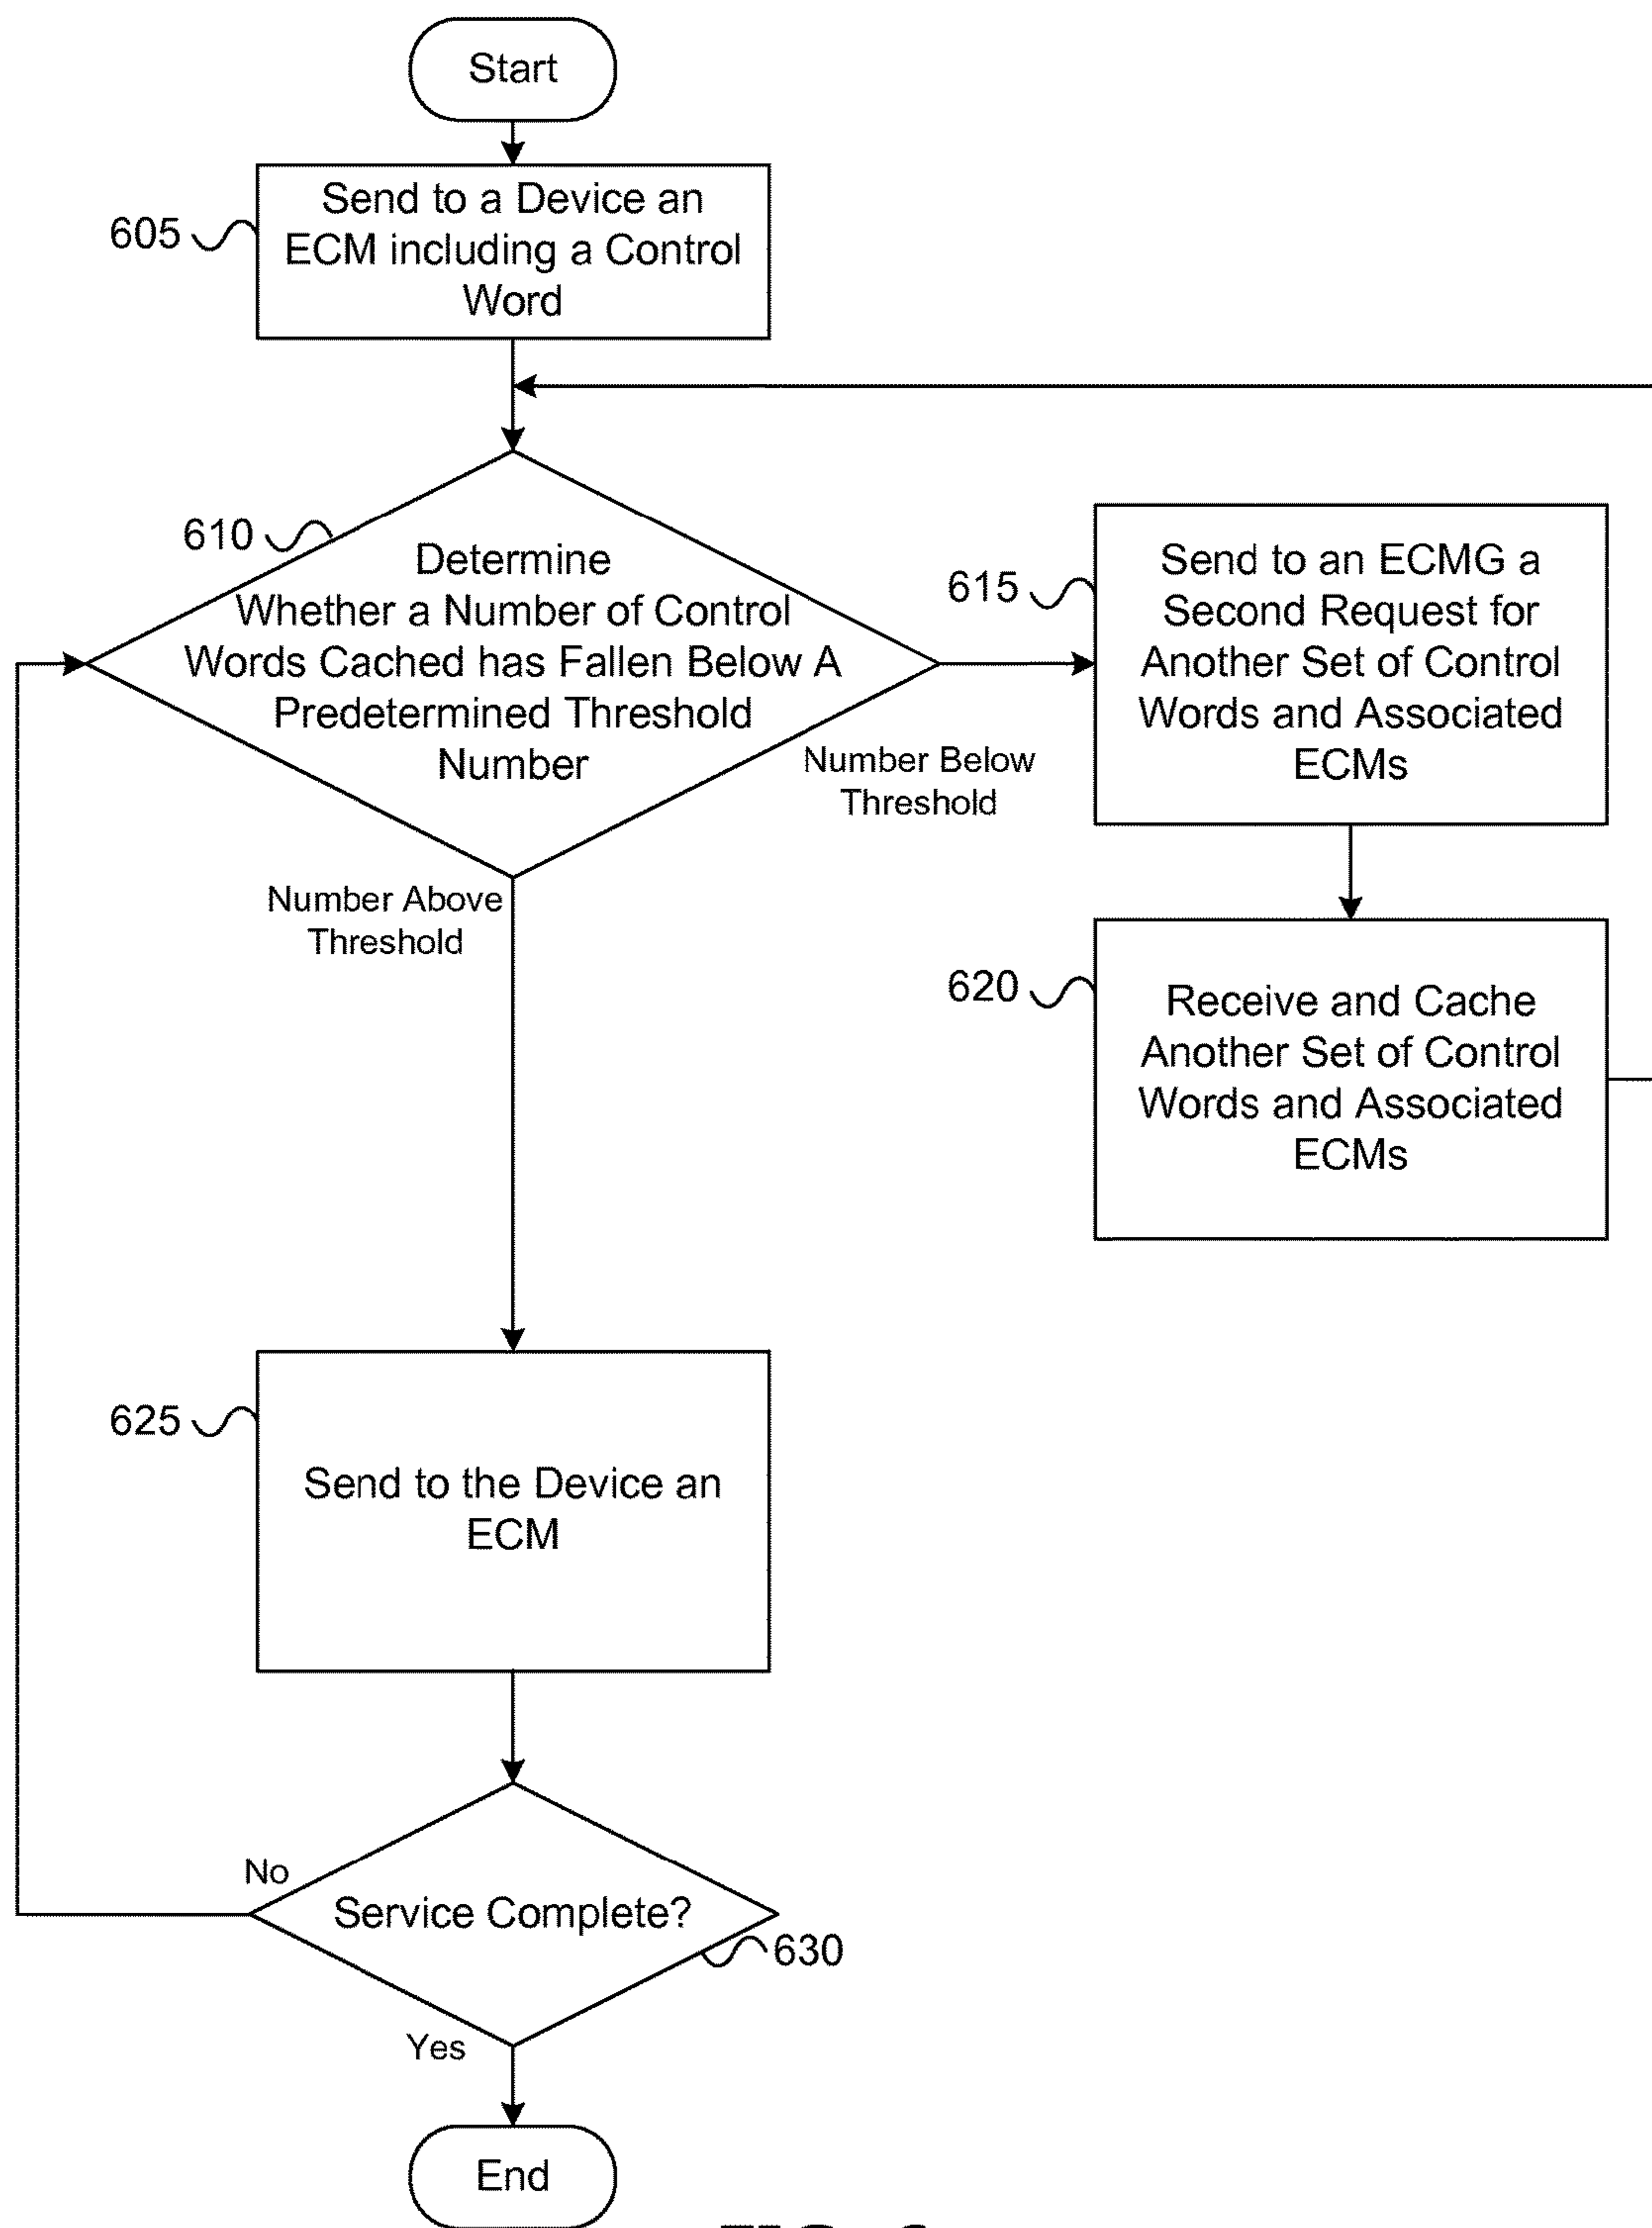 Start
605
Send to a Device an
ECM including a Control
Word
610
Determine
Whether a Number of Control
Words Cached has Fallen Below A
Predetermined Threshold
Number
Number Below
Threshold
Number Above
Threshold
615
Send to an ECMG a
Second Request for
Another Set of Control
Words and Associated
ECMs
620
Receive and Cache
Another Set of Control
Words and Associated
ECMs
625
Send to the Device an
ECM
No
Service Complete?
630
Yes
End